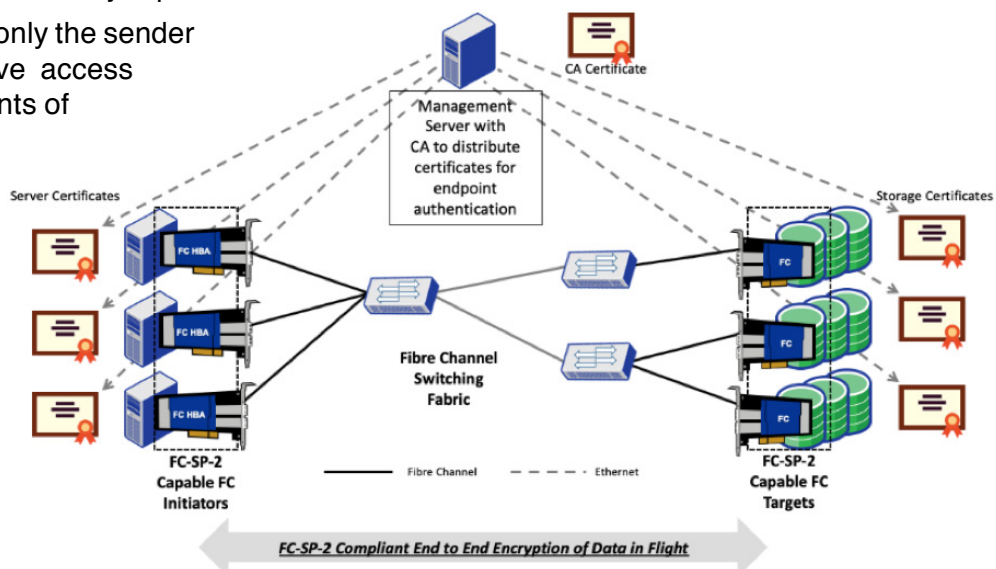 only the sender
ve access
nts of
CA Certificate
Management
Server with
CA to distribute
certificates for
endpoint
authentication
Server Certificates
Storage Certificates
FC HBA
FC
FC HBA
FC
FC HBA
FC
Fibre Channel
Switching
Fabric
FC-SP-2
Capable FC
Initiators
Fibre Channel
Ethernet
FC-SP-2
Capable FC
Targets
FC-SP-2 Compliant End to End Encryption of Data in Flight